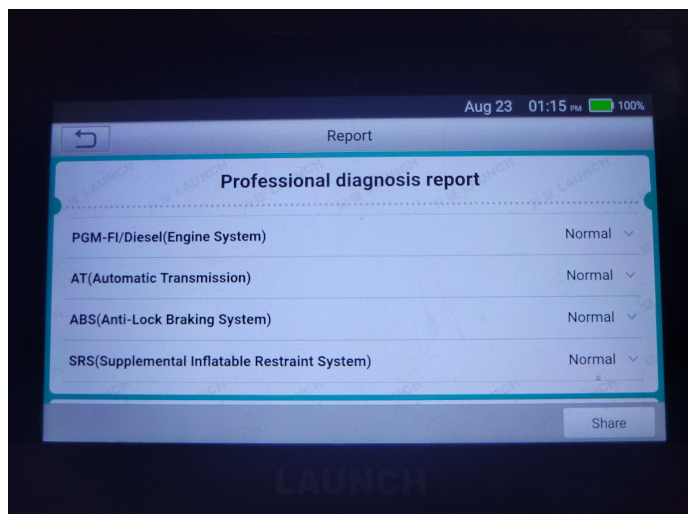 Aug 23 01:15 PM 100%
Report
Professional diagnosis report
PGM-FI/Diesel(Engine System) Normal
AT(Automatic Transmission) Normal
ABS(Anti-Lock Braking System) Normal
SRS(Supplemental Inflatable Restraint System) Normal
Share
LAUNCH